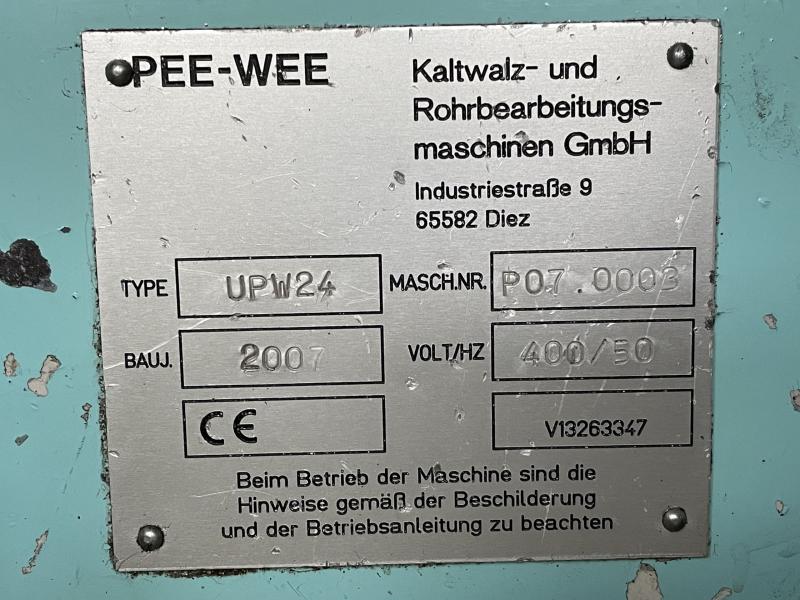 PEE-WEE
Kaltwalz- und
Rohrbearbeitungs-
maschinen GmbH
Industriestraße 9
65582 Diez
TYPE UPW24 MASCH.NR. P07.0003
BAUJ. 2007 VOLT/HZ 400/50
CE V13263347
Beim Betrieb der Maschine sind die
Hinweise gemäß der Beschilderung
und der Betriebsanleitung zu beachten